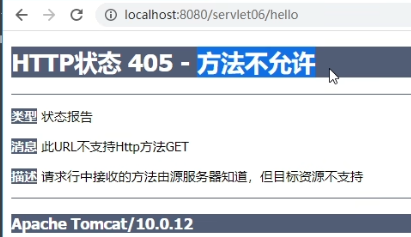 localhost:8080/servlet06/hello
HTTP状态 405 - 方法不允许
类型 状态报告
消息 此URL不支持Http方法GET
描述 请求行中接收的方法由源服务器知道，但目标资源不支持
Apache Tomcat/10.0.12